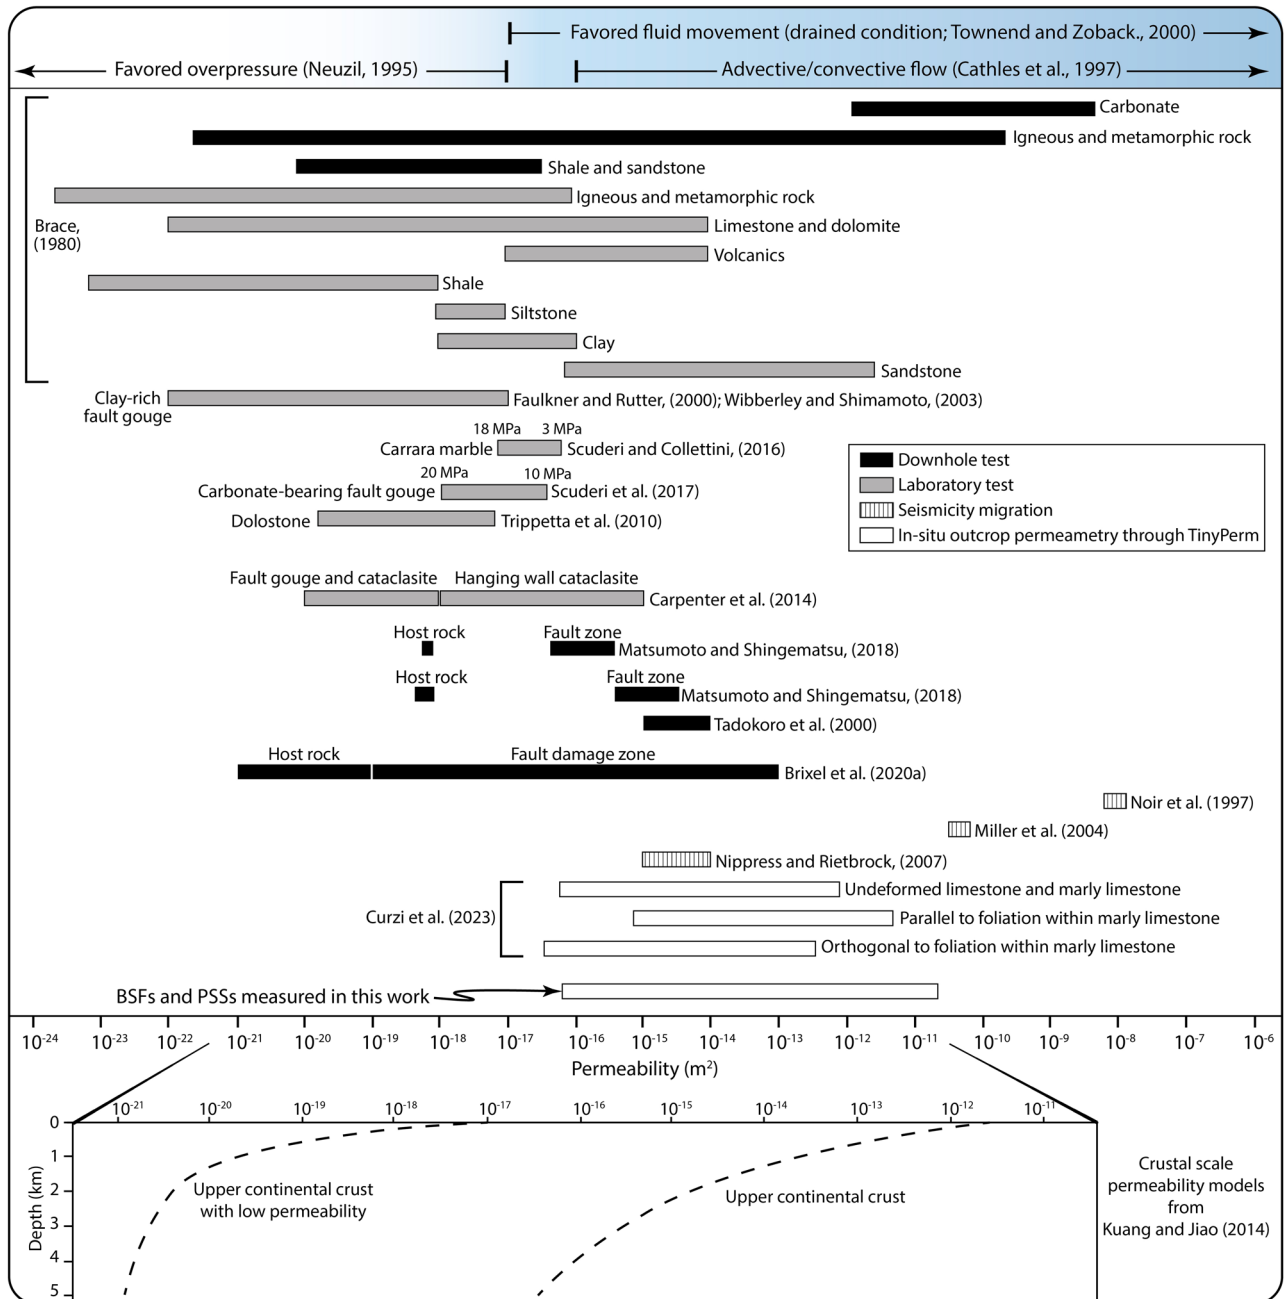 Favored fluid movement (drained condition; Townend and Zoback., 2000)
Favored overpressure (Neuzil, 1995)
Advective/convective flow (Cathles et al., 1997)
Carbonate
Igneous and metamorphic rock
Shale and sandstone
Igneous and metamorphic rock
Brace,
(1980)
Limestone and dolomite
Volcanics
Shale
Siltstone
Clay
Sandstone
Clay-rich
fault gouge
Faulkner and Rutter, (2000); Wibberley and Shimamoto, (2003)
18 MPa 3 MPa
Carrara marble
Scuderi and Collettini, (2016)
20 MPa 10 MPa
Carbonate-bearing fault gouge
Scuderi et al. (2017)
Dolostone
Trippetta et al. (2010)
Downhole test
Laboratory test
Seismicity migration
In-situ outcrop permeametry through TinyPerm
Fault gouge and cataclasite
Hanging wall cataclasite
Carpenter et al. (2014)
Host rock
Fault zone
Matsumoto and Shingematsu, (2018)
Host rock
Fault zone
Matsumoto and Shingematsu, (2018)
Tadokoro et al. (2000)
Host rock
Fault damage zone
Brixel et al. (2020a)
Noir et al. (1997)
Miller et al. (2004)
Nippress and Rietbrock, (2007)
Curzi et al. (2023)
Undeformed limestone and marly limestone
Parallel to foliation within marly limestone
Orthogonal to foliation within marly limestone
BSFs and PSSs measured in this work
10⁻²⁴ 10⁻²³ 10⁻²² 10⁻²¹ 10⁻²⁰ 10⁻¹⁹ 10⁻¹⁸ 10⁻¹⁷ 10⁻¹⁶ 10⁻¹⁵ 10⁻¹⁴ 10⁻¹³ 10⁻¹² 10⁻¹¹ 10⁻¹⁰ 10⁻⁹ 10⁻⁸ 10⁻⁷ 10⁻⁶
Permeability (m²)
10⁻²¹ 10⁻²⁰ 10⁻¹⁹ 10⁻¹⁸ 10⁻¹⁷ 10⁻¹⁶ 10⁻¹⁵ 10⁻¹⁴ 10⁻¹³ 10⁻¹² 10⁻¹¹
0
1
2
3
4
5
Depth (km)
Upper continental crust
with low permeability
Upper continental crust
Crustal scale
permeability models
from
Kuang and Jiao (2014)